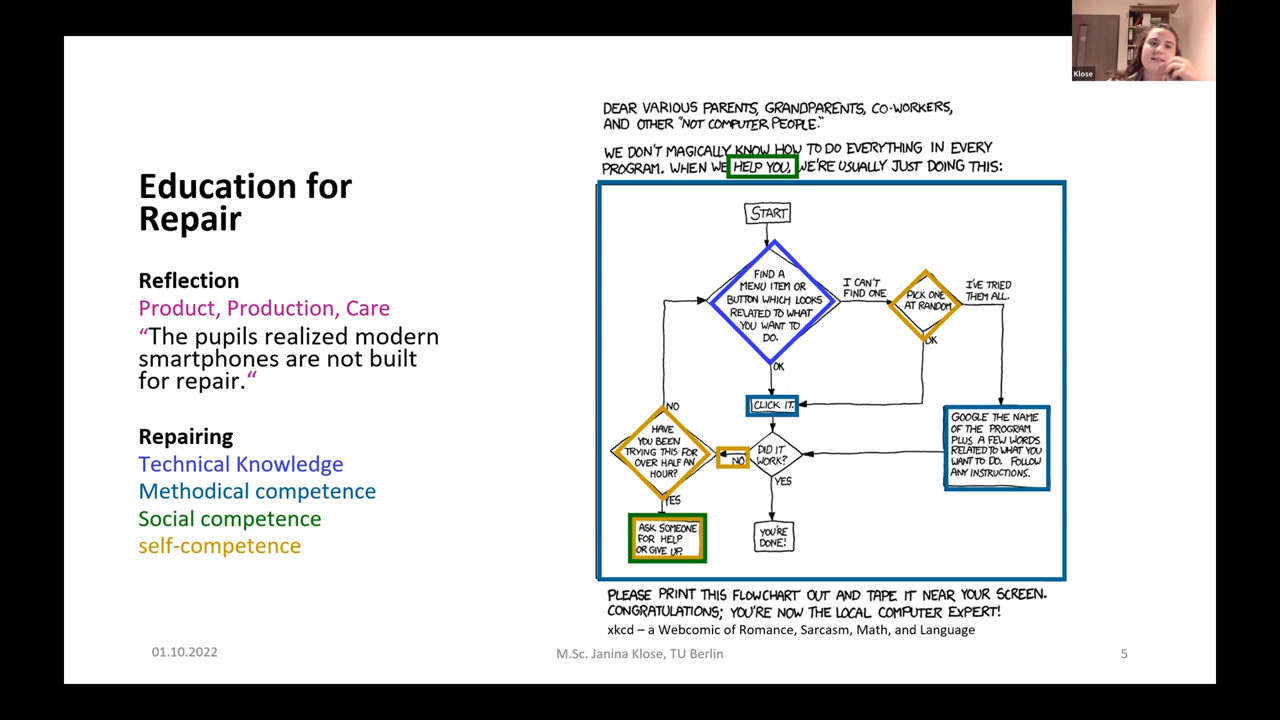 Klose
Education for
Repair
Reflection
Product, Production, Care
“The pupils realized modern
smartphones are not built
for repair.“
Repairing
Technical Knowledge
Methodical competence
Social competence
self-competence
DEAR VARIOUS PARENTS, GRANDPARENTS, CO-WORKERS,
AND OTHER "NOT COMPUTER PEOPLE."
WE DON'T MAGICALLY KNOW HOW TO DO EVERYTHING IN EVERY
PROGRAM. WHEN WE HELP YOU, WE'RE USUALLY JUST DOING THIS:
START
FIND A
MENU ITEM OR
BUTTON WHICH LOOKS
RELATED TO WHAT
YOU WANT TO
DO.
I CAN'T
FIND ONE
PICK ONE
AT RANDOM
I'VE TRIED
THEM ALL.
OK
OK
CLICK IT.
NO
HAVE
YOU BEEN
TRYING THIS FOR
OVER HALF AN
HOUR?
NO
DID IT
WORK?
GOOGLE THE NAME
OF THE PROGRAM
PLUS A FEW WORDS
RELATED TO WHAT YOU
WANT TO DO. FOLLOW
ANY INSTRUCTIONS.
YES
YES
ASK SOMEONE
FOR HELP
OR GIVE UP.
YOU'RE
DONE!
PLEASE PRINT THIS FLOWCHART OUT AND TAPE IT NEAR YOUR SCREEN.
CONGRATULATIONS; YOU'RE NOW THE LOCAL COMPUTER EXPERT!
xkcd – a Webcomic of Romance, Sarcasm, Math, and Language
01.10.2022
M.Sc. Janina Klose, TU Berlin
5